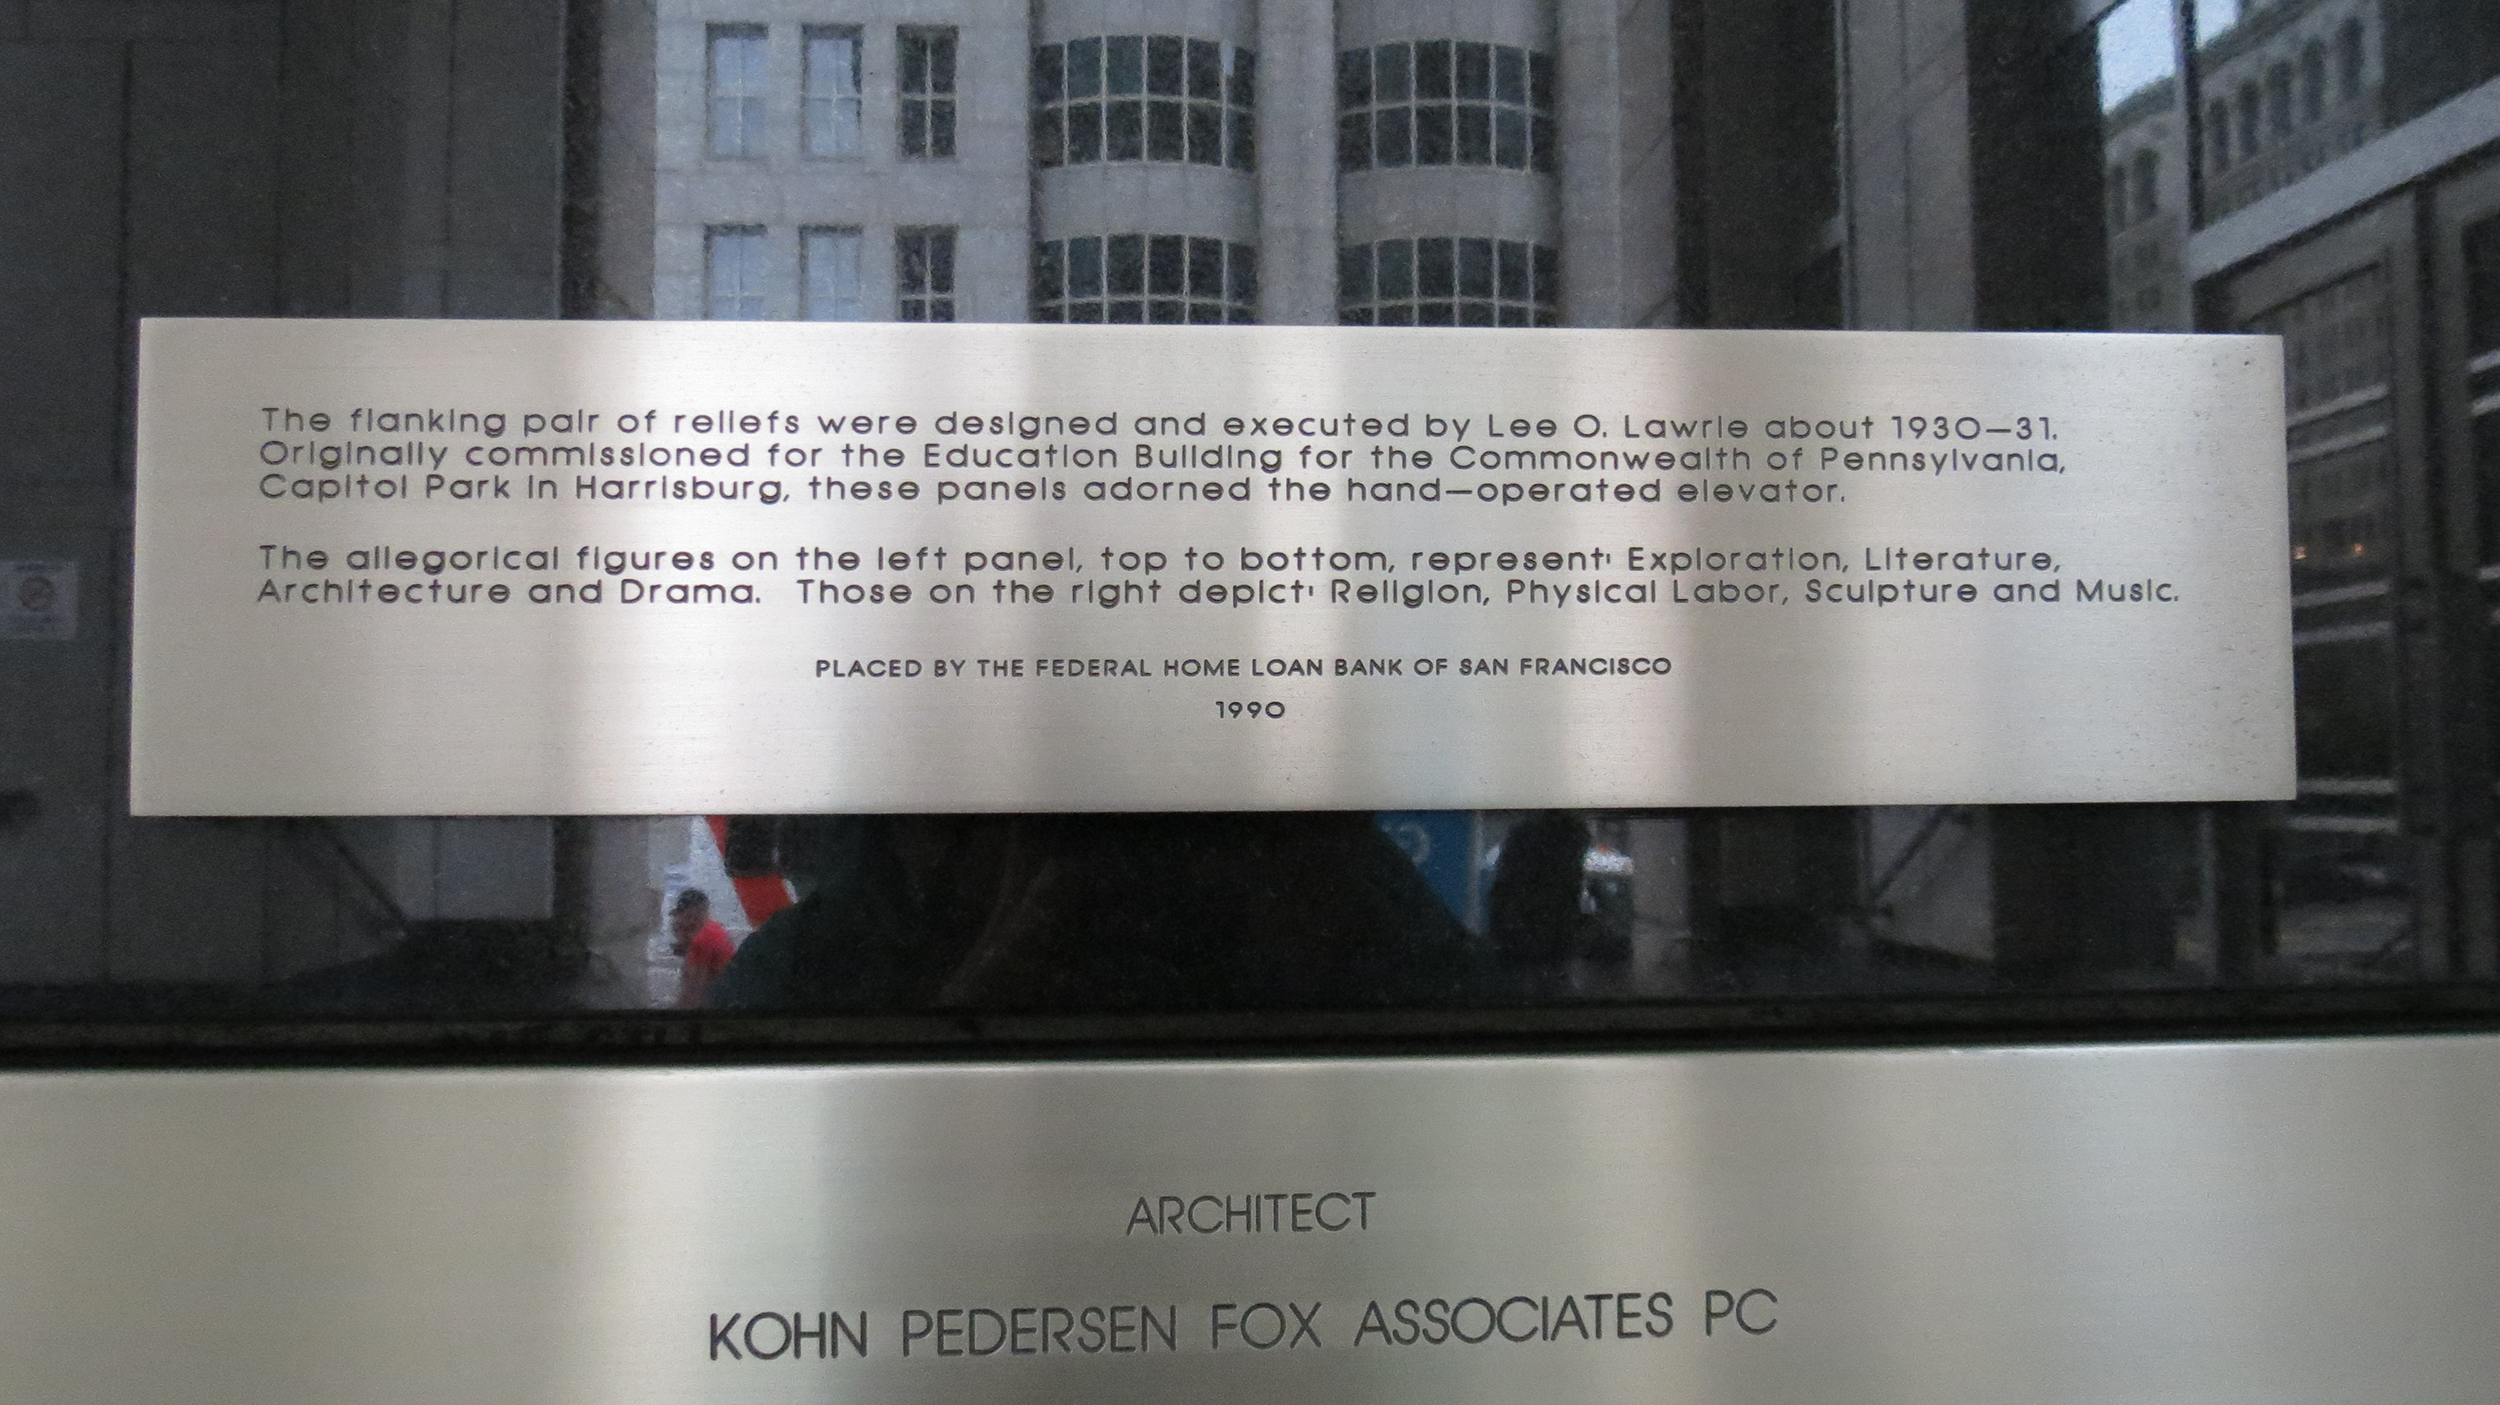 The flanking pair of reliefs were designed and executed by Lee O. Lawrie about 1930—31.
Originally commissioned for the Education Building for the Commonwealth of Pennsylvania,
Capitol Park in Harrisburg, these panels adorned the hand—operated elevator.
The allegorical figures on the left panel, top to bottom, represent: Exploration, Literature,
Architecture and Drama. Those on the right depict: Religion, Physical Labor, Sculpture and Music.
PLACED BY THE FEDERAL HOME LOAN BANK OF SAN FRANCISCO
1990
ARCHITECT
KOHN PEDERSEN FOX ASSOCIATES PC